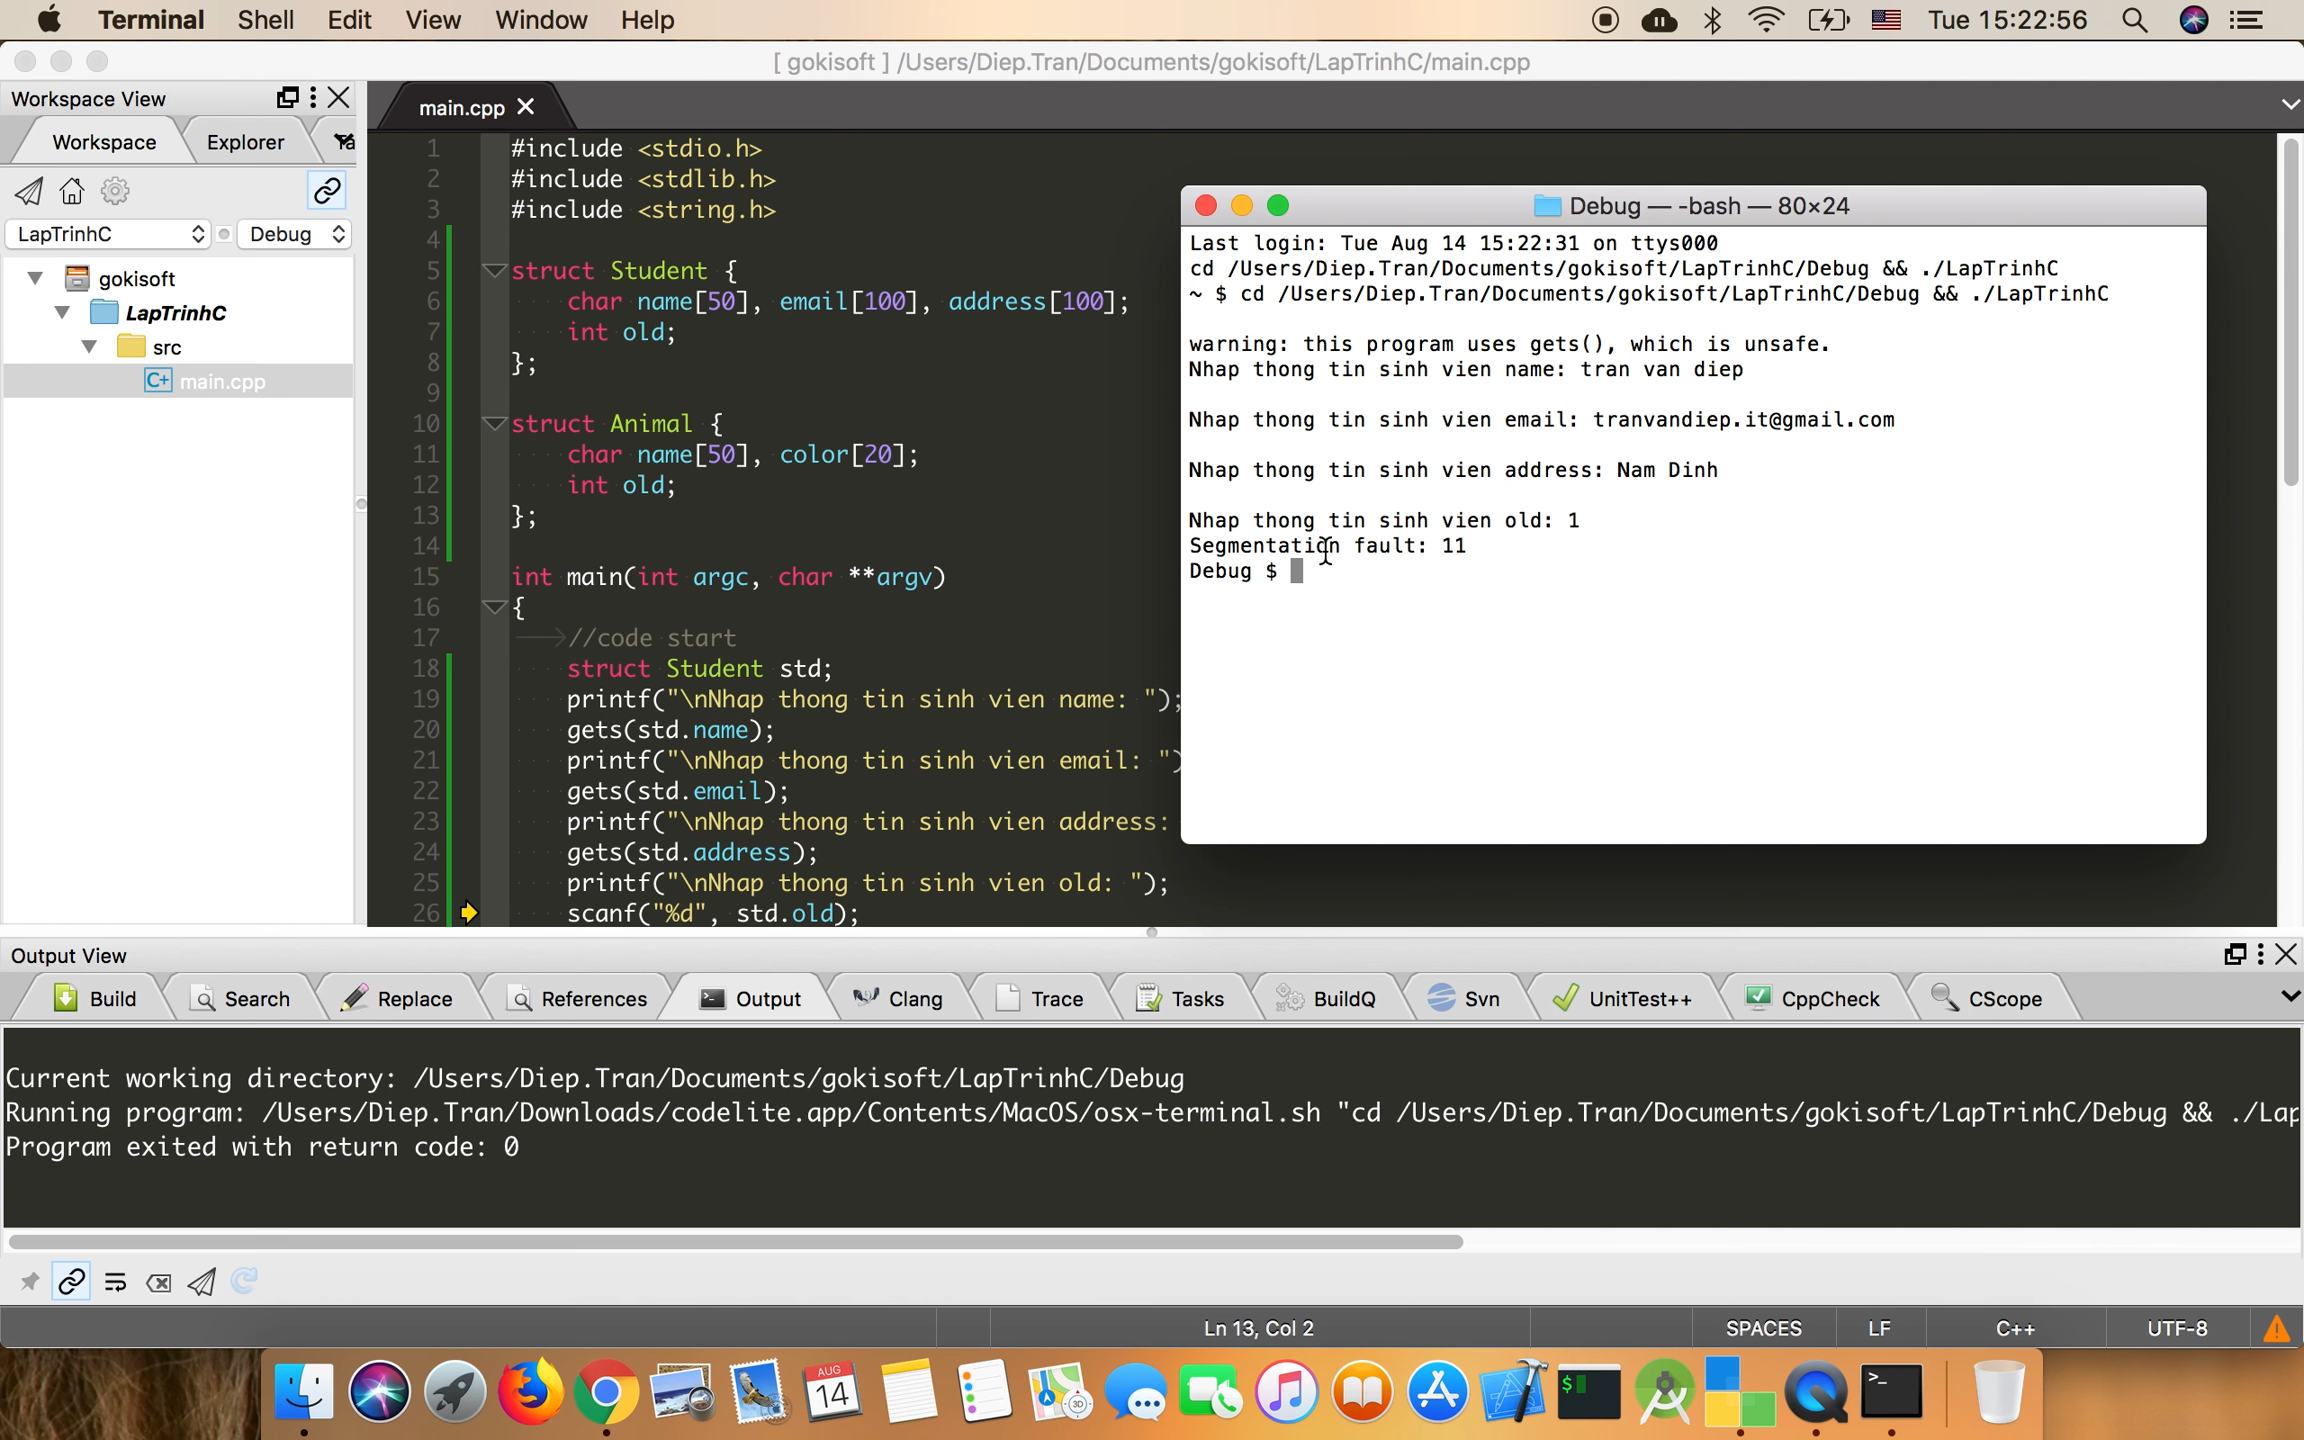 Terminal Shell Edit View Window Help Tue 15:22:56
[ gokisoft ] /Users/Diep.Tran/Documents/gokisoft/LapTrinhC/main.cpp
Workspace View
Workspace Explorer Ta
LapTrinhC Debug
gokisoft
LapTrinhC
src
C+ main.cpp
main.cpp
1 #include <stdio.h>
2 #include <stdlib.h>
3 #include <string.h>
4
5 struct Student {
6 char name[50], email[100], address[100];
7 int old;
8 };
9
10 struct Animal {
11 char name[50], color[20];
12 int old;
13 };
14
15 int main(int argc, char **argv)
16 {
17 //code start
18 struct Student std;
19 printf("\nNhap thong tin sinh vien name: ");
20 gets(std.name);
21 printf("\nNhap thong tin sinh vien email: ")
22 gets(std.email);
23 printf("\nNhap thong tin sinh vien address:
24 gets(std.address);
25 printf("\nNhap thong tin sinh vien old: ");
26 scanf("%d", std.old);
Debug — -bash — 80×24
Last login: Tue Aug 14 15:22:31 on ttys000
cd /Users/Diep.Tran/Documents/gokisoft/LapTrinhC/Debug && ./LapTrinhC
~ $ cd /Users/Diep.Tran/Documents/gokisoft/LapTrinhC/Debug && ./LapTrinhC
warning: this program uses gets(), which is unsafe.
Nhap thong tin sinh vien name: tran van diep
Nhap thong tin sinh vien email: tranvandiep.it@gmail.com
Nhap thong tin sinh vien address: Nam Dinh
Nhap thong tin sinh vien old: 1
Segmentation fault: 11
Debug $
Output View
Build Search Replace References Output Clang Trace Tasks BuildQ Svn UnitTest++ CppCheck CScope
Current working directory: /Users/Diep.Tran/Documents/gokisoft/LapTrinhC/Debug
Running program: /Users/Diep.Tran/Downloads/codelite.app/Contents/MacOS/osx-terminal.sh "cd /Users/Diep.Tran/Documents/gokisoft/LapTrinhC/Debug && ./Lap
Program exited with return code: 0
Ln 13, Col 2 SPACES LF C++ UTF-8
AUG
14
3D
$
>_